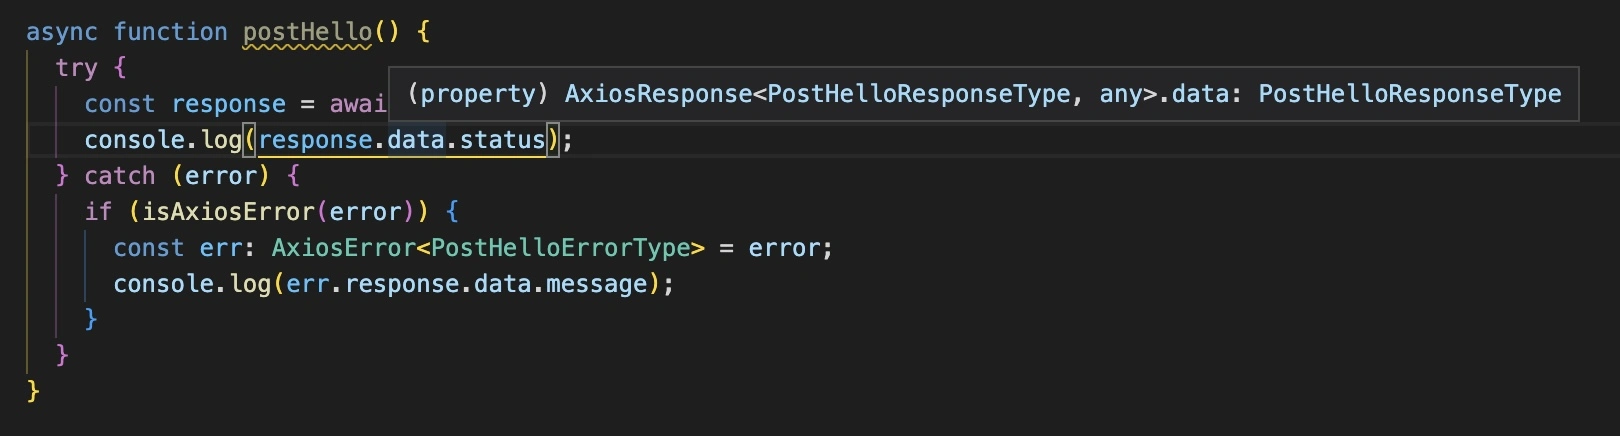 async function postHello() {
try {
const response = awai
(property) AxiosResponse<PostHelloResponseType, any>.data: PostHelloResponseType
console.log(response.data.status);
} catch (error) {
if (isAxiosError(error)) {
const err: AxiosError<PostHelloErrorType> = error;
console.log(err.response.data.message);
}
}
}